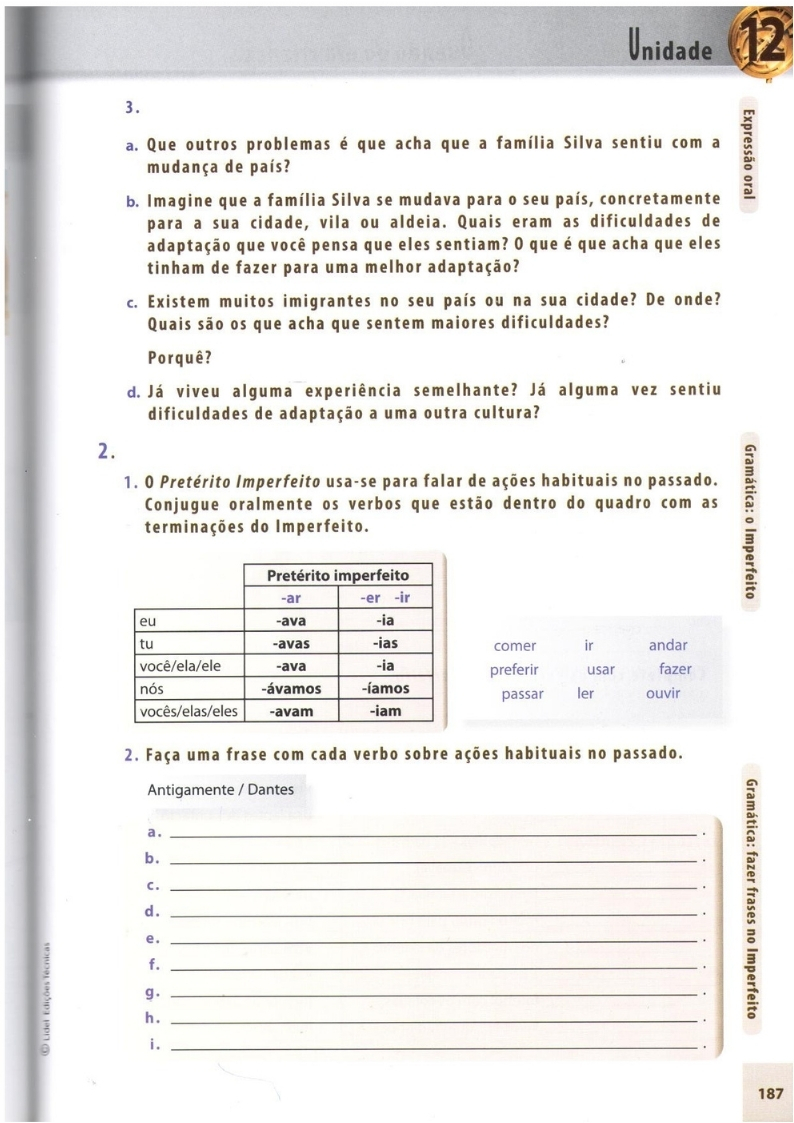 Unidade 12
3.
a. Que outros problemas é que acha que a família Silva sentiu com a
mudança de país?
b. Imagine que a família Silva se mudava para o seu país, concretamente
para a sua cidade, vila ou aldeia. Quais eram as dificuldades de
adaptação que você pensa que eles sentiam? O que é que acha que eles
tinham de fazer para uma melhor adaptação?
c. Existem muitos imigrantes no seu país ou na sua cidade? De onde?
Quais são os que acha que sentem maiores dificuldades?
Porquê?
d. Já viveu alguma experiência semelhante? Já alguma vez sentiu
dificuldades de adaptação a uma outra cultura?
Expressão oral
2.
1. O Pretérito Imperfeito usa-se para falar de ações habituais no passado.
Conjugue oralmente os verbos que estão dentro do quadro com as
terminações do Imperfeito.
Gramática: o Imperfeito
Pretérito imperfeito
-ar -er -ir
eu -ava -ia
tu -avas -ias
você/ela/ele -ava -ia
nós -ávamos -íamos
vocês/elas/eles -avam -iam
comer ir andar
preferir usar fazer
passar ler ouvir
2. Faça uma frase com cada verbo sobre ações habituais no passado.
Antigamente / Dantes
a. .
b. .
c. .
d. .
e. .
f. .
g. .
h. .
i. .
Gramática: fazer frases no Imperfeito
© Lidel Edições Técnicas
187